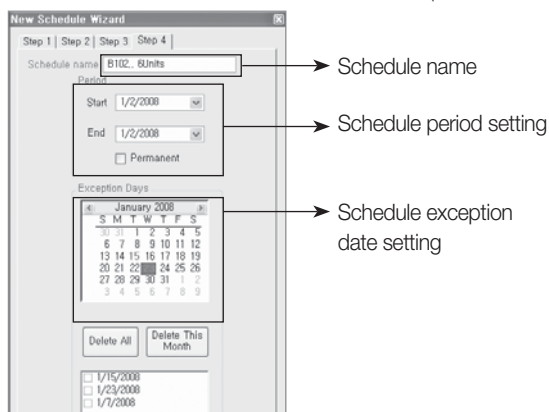 New Schedule Wizard
Step 1 | Step 2 | Step 3 | Step 4
Schedule name B102,, 6Units
Schedule name
Period
Start 1/2/2008
End 1/2/2008
Schedule period setting
Permanent
Exception Days
January 2008
S M T W T F S
30 31 1 2 3 4 5
6 7 8 9 10 11 12
13 14 15 16 17 18 19
20 21 22 23 24 25 26
27 28 29 30 31 1 2
3 4 5 6 7 8 9
Schedule exception
date setting
Delete All
Delete This
Month
1/15/2008
1/23/2008
1/7/2008